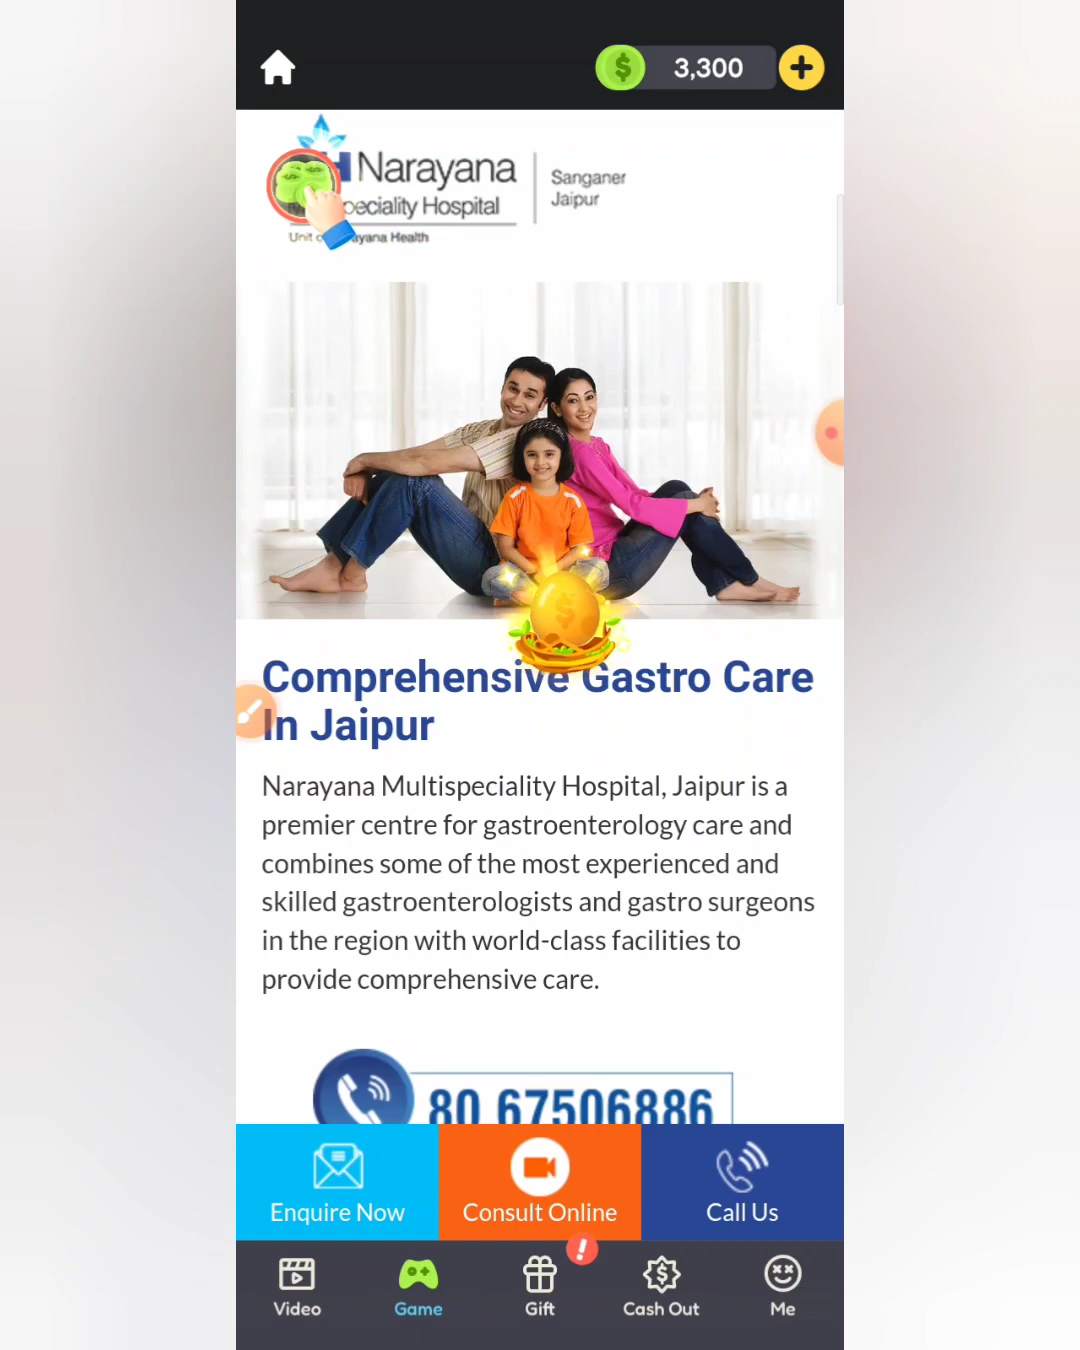 3,300
Narayana
Sanganer
Jaipur
Hospital
Unit
Health
Comprehensive Gastro Care
In Jaipur
Narayana Multispeciality Hospital, Jaipur is a
premier centre for gastroenterology care and
combines some of the most experienced and
skilled gastroenterologists and gastro surgeons
in the region with world-class facilities to
provide comprehensive care.
80 67506886
Enquire Now
Consult Online
Call Us
Video
Game
Gift
Cash Out
Me